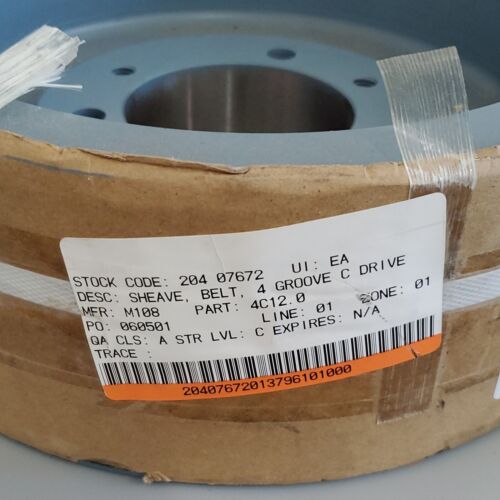 STOCK CODE: 204 07672 UI: EA
DESC: SHEAVE, BELT, 4 GROOVE C DRIVE
MFR: M108 PART: 4C12.0
PO: 060501 LINE: 01 ZONE: 01
QA CLS: A STR LVL: C EXPIRES: N/A
TRACE :
20407672013796101000